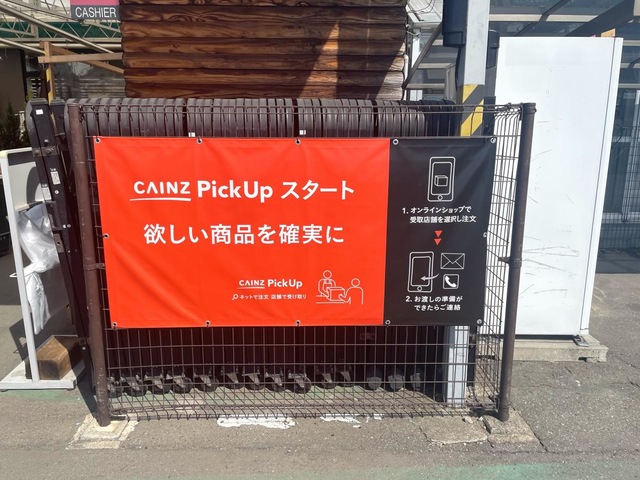 CASHIER
CAINZ PickUp スタート
欲しい商品を確実に
CAINZ PickUp
ネットで注文 店舗で受け取り
1. オンラインショップで
受取店舗を選択し注文
2. お渡しの準備が
できたらご連絡